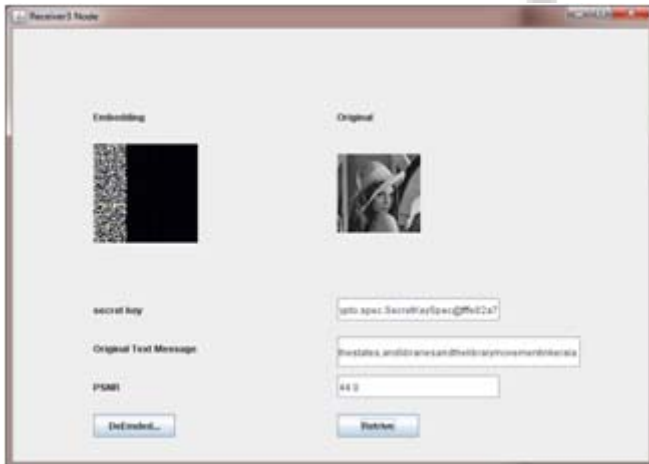 Receiver3 Node
Embedding Original
secret key
ypto.spec.SecretKeySpec@fffe82a7
Original Text Message
thestates,andlibrariesandthelibrarymovementinkerala
PSNR
44.0
DeEmded... Retrive